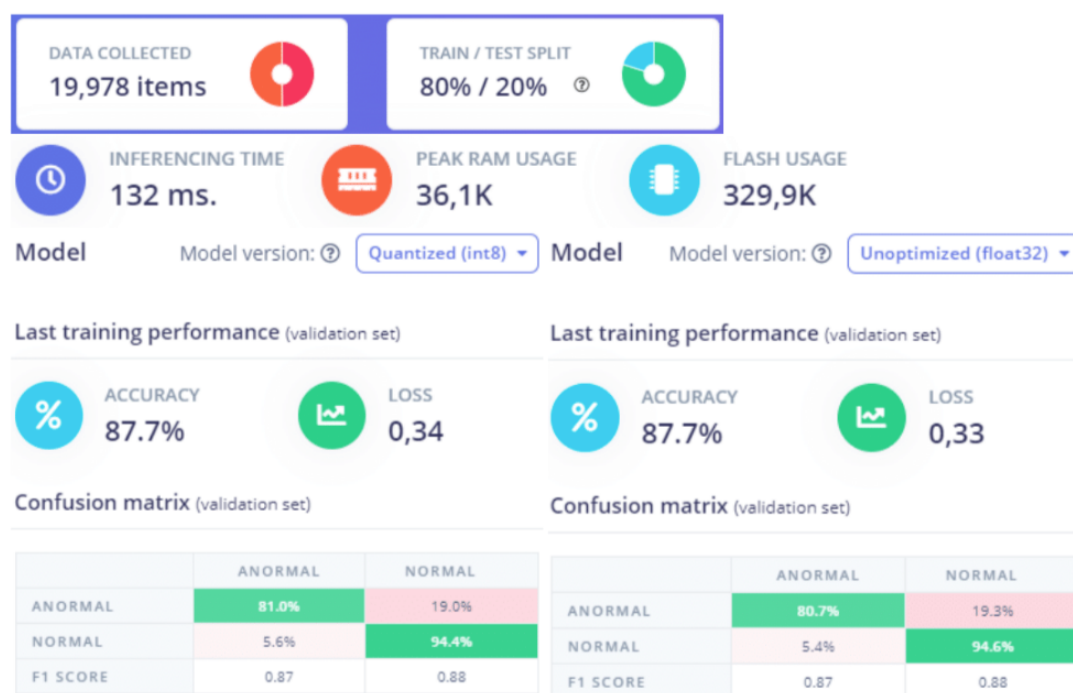 DATA COLLECTED
19,978 items
TRAIN / TEST SPLIT
80% / 20% ?
INFERENCING TIME
132 ms.
PEAK RAM USAGE
36,1K
FLASH USAGE
329,9K
Model Model version: ? Quantized (int8)
Last training performance (validation set)
ACCURACY
87.7%
LOSS
0,34
Confusion matrix (validation set)
ANORMAL NORMAL
ANORMAL 81.0% 19.0%
NORMAL 5.6% 94.4%
F1 SCORE 0.87 0.88
Model Model version: ? Unoptimized (float32)
Last training performance (validation set)
% ACCURACY
87.7%
LOSS
0,33
Confusion matrix (validation set)
ANORMAL NORMAL
ANORMAL 80.7% 19.3%
NORMAL 5.4% 94.6%
F1 SCORE 0.87 0.88